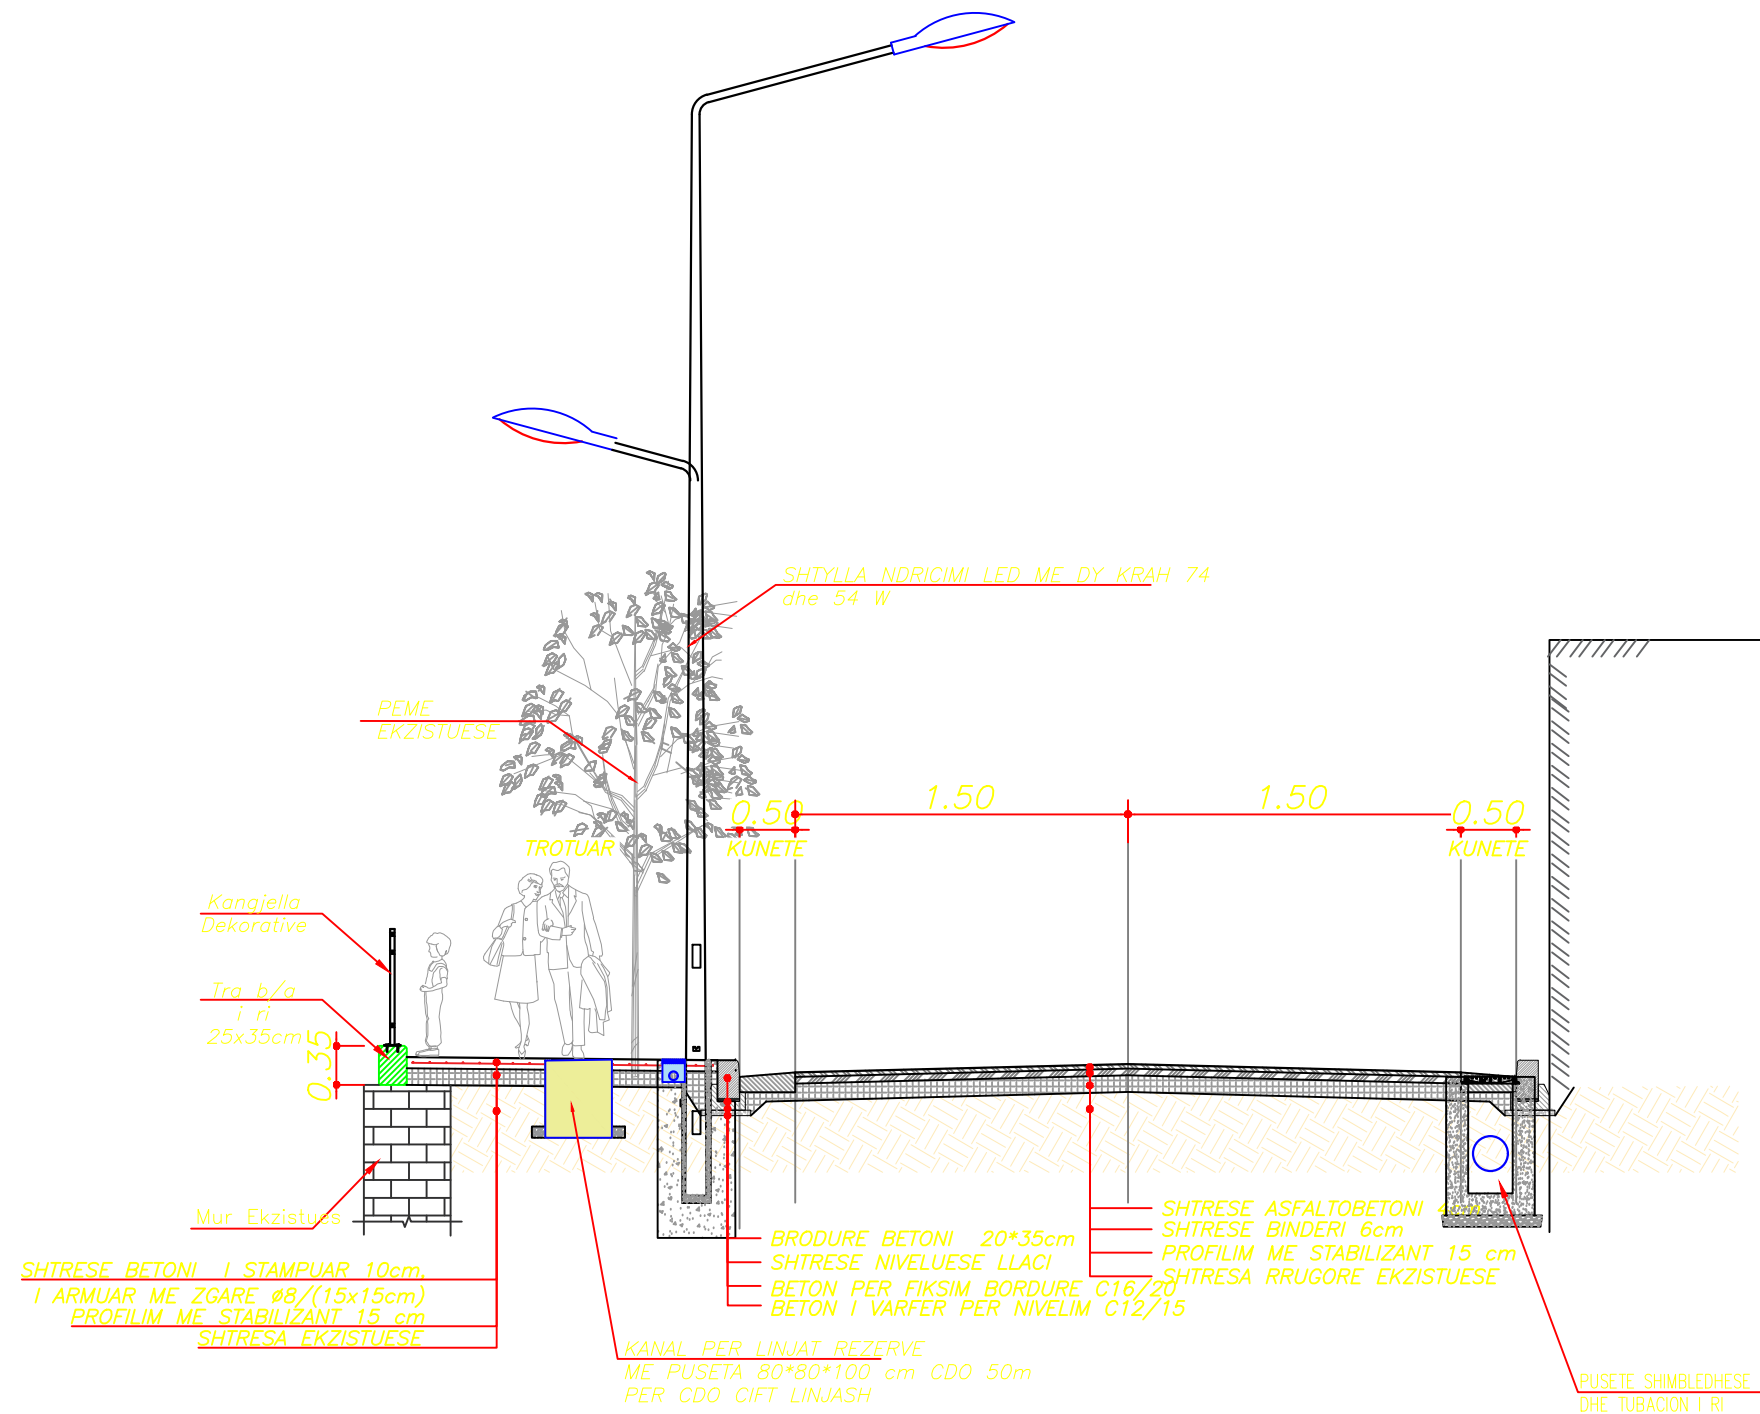 SHTYLLA NDRICIMI LED ME DY KRAH 74
dhe 54 W
PEME
EKZISTUESE
1.50
1.50
0.50
0.50
TROTUAR
KUNETE
KUNETE
Kangjella
Dekorative
Tra b/a
i ri
25x35cm
0.35
Mur Ekzistues
SHTRESE ASFALTOBETONI 4cm
SHTRESE BINDERI 6cm
PROFILIM ME STABILIZANT 15 cm
SHTRESA RRUGORE EKZISTUESE
BRODURE BETONI 20*35cm
SHTRESE NIVELUESE LLACI
BETON PER FIKSIM BORDURE C16/20
BETON I VARFER PER NIVELIM C12/15
SHTRESE BETONI I STAMPUAR 10cm,
I ARMUAR ME ZGARE ø8/(15x15cm)
PROFILIM ME STABILIZANT 15 cm
SHTRESA EKZISTUESE
KANAL PER LINJAT REZERVE
ME PUSETA 80*80*100 cm CDO 50m
PER CDO CIFT LINJASH
PUSETE SHIMBLEDHESE
DHE TUBACION I RI